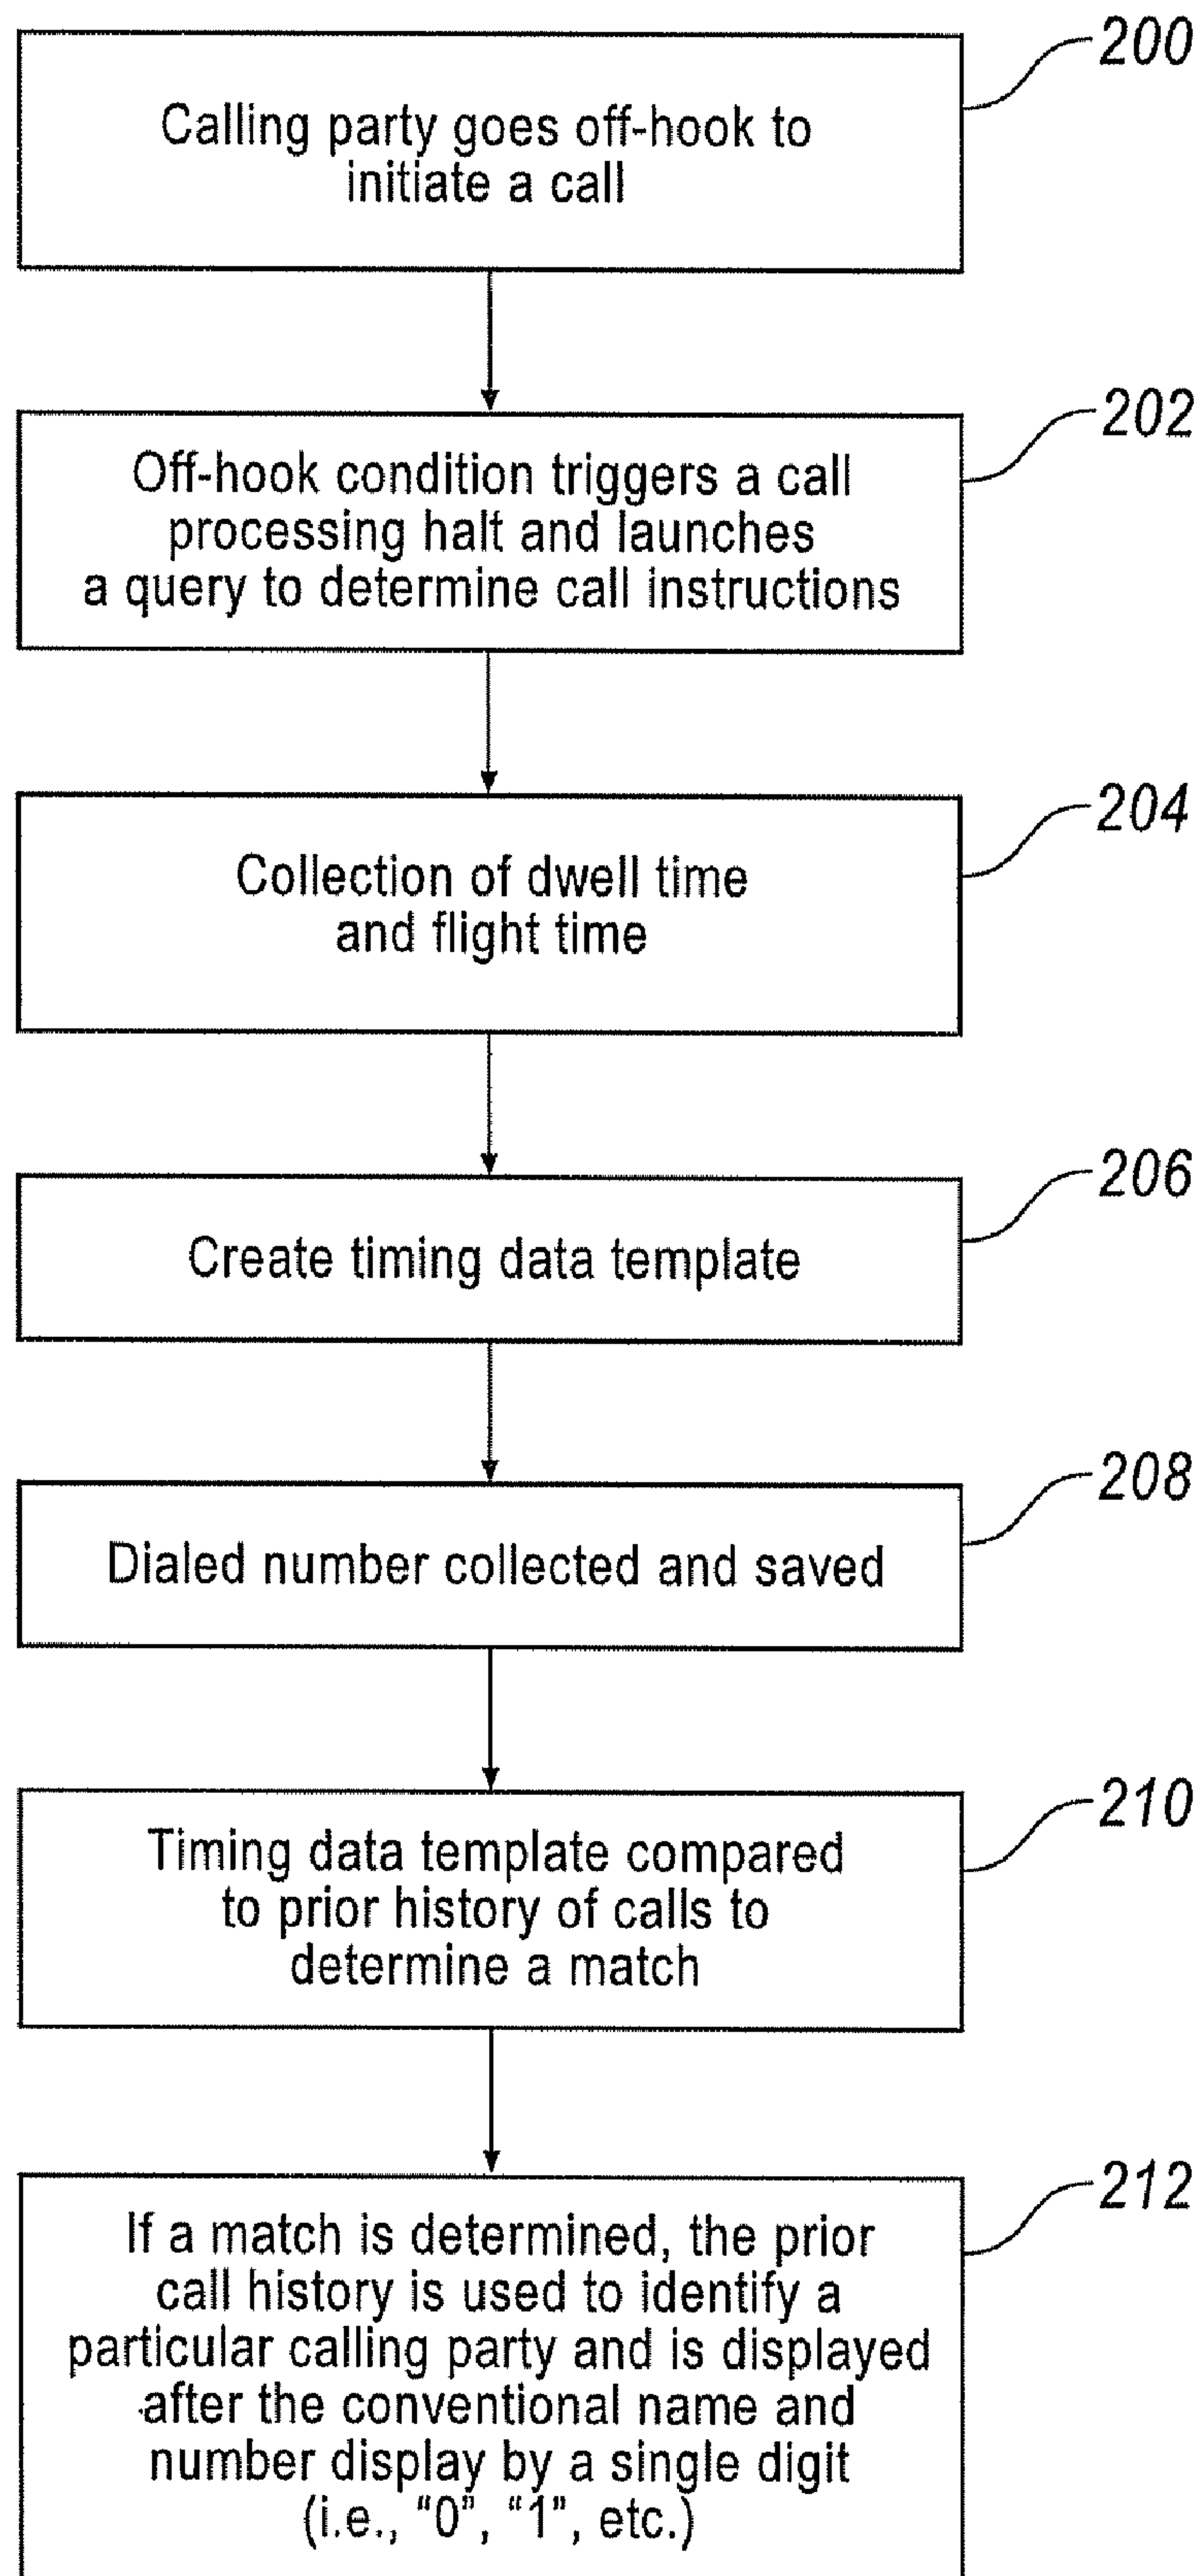 200
Calling party goes off-hook to
initiate a call
202
Off-hook condition triggers a call
processing halt and launches
a query to determine call instructions
204
Collection of dwell time
and flight time
206
Create timing data template
208
Dialed number collected and saved
210
Timing data template compared
to prior history of calls to
determine a match
212
If a match is determined, the prior
call history is used to identify a
particular calling party and is displayed
after the conventional name and
number display by a single digit
(i.e., “0”, “1”, etc.)